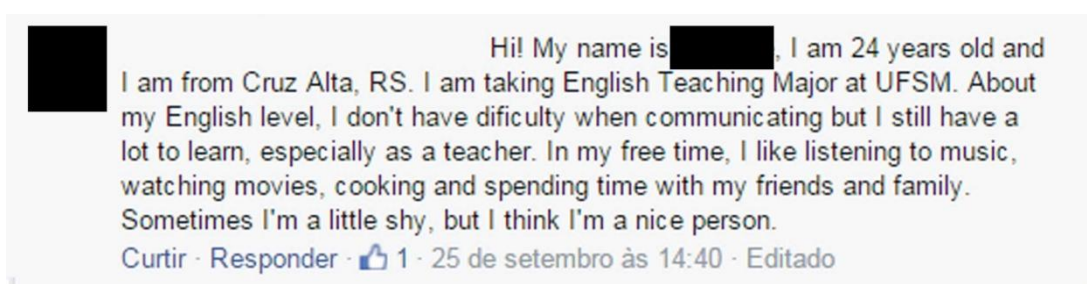 Hi! My name is , I am 24 years old and
I am from Cruz Alta, RS. I am taking English Teaching Major at UFSM. About
my English level, I don't have dificulty when communicating but I still have a
lot to learn, especially as a teacher. In my free time, I like listening to music,
watching movies, cooking and spending time with my friends and family.
Sometimes I'm a little shy, but I think I'm a nice person.
Curtir · Responder · 1 · 25 de setembro às 14:40 · Editado